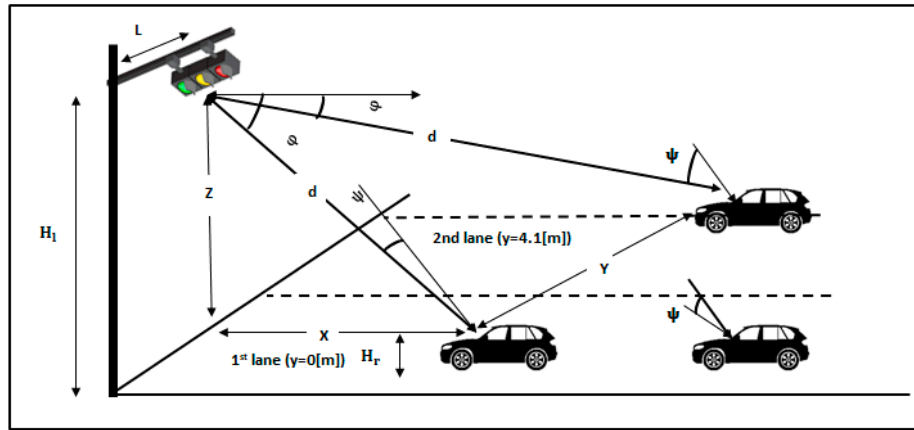 L
φ
φ
d
ψ
Z
d
ψ
H₁
2nd lane (y=4.1[m])
Y
X
ψ
1ˢᵗ lane (y=0[m])
Hᵣ